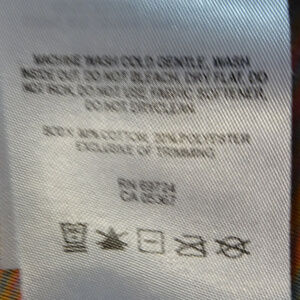 MACHINE WASH COLD GENTLE, WASH
INSIDE OUT. DO NOT BLEACH, DRY FLAT, DO
NOT IRON, DO NOT USE FABRIC SOFTENER,
DO NOT DRYCLEAN.
BODY: 80% COTTON, 20% POLYESTER
EXCLUSIVE OF TRIMMING
RN 69724
CA 05367